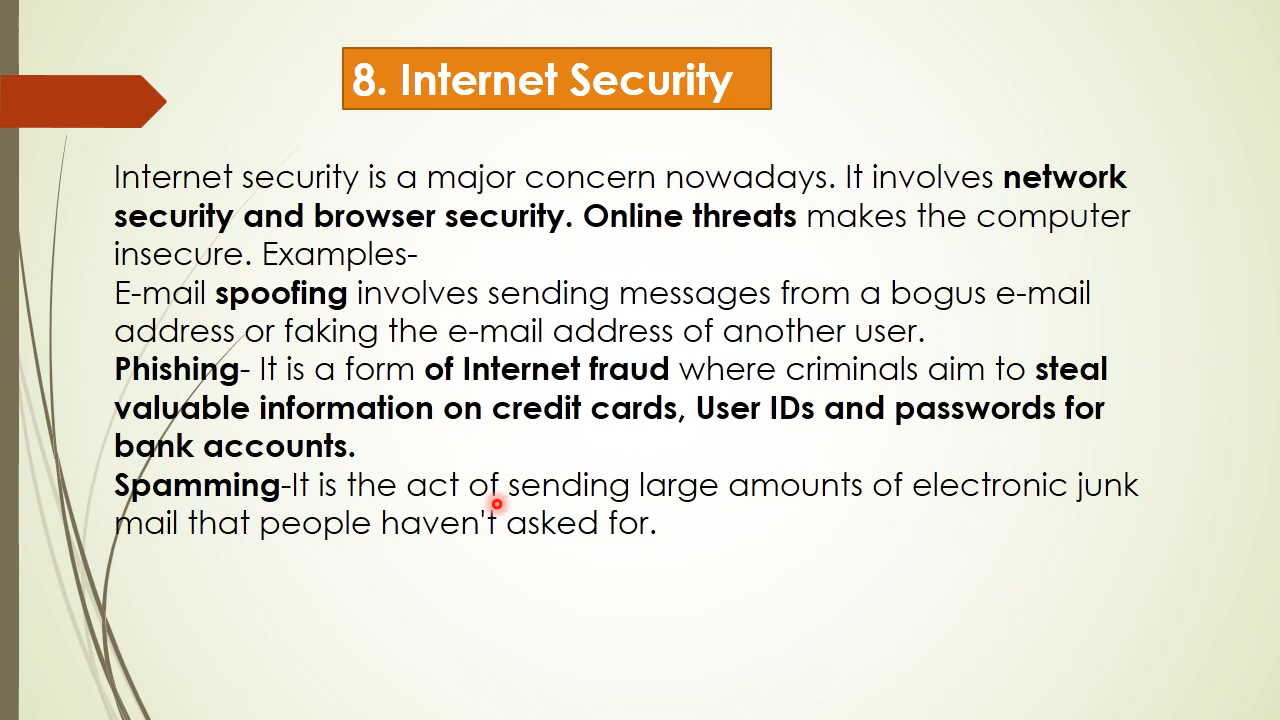 8. Internet Security
Internet security is a major concern nowadays. It involves network
security and browser security. Online threats makes the computer
insecure. Examples-
E-mail spoofing involves sending messages from a bogus e-mail
address or faking the e-mail address of another user.
Phishing- It is a form of Internet fraud where criminals aim to steal
valuable information on credit cards, User IDs and passwords for
bank accounts.
Spamming-It is the act of sending large amounts of electronic junk
mail that people haven't asked for.